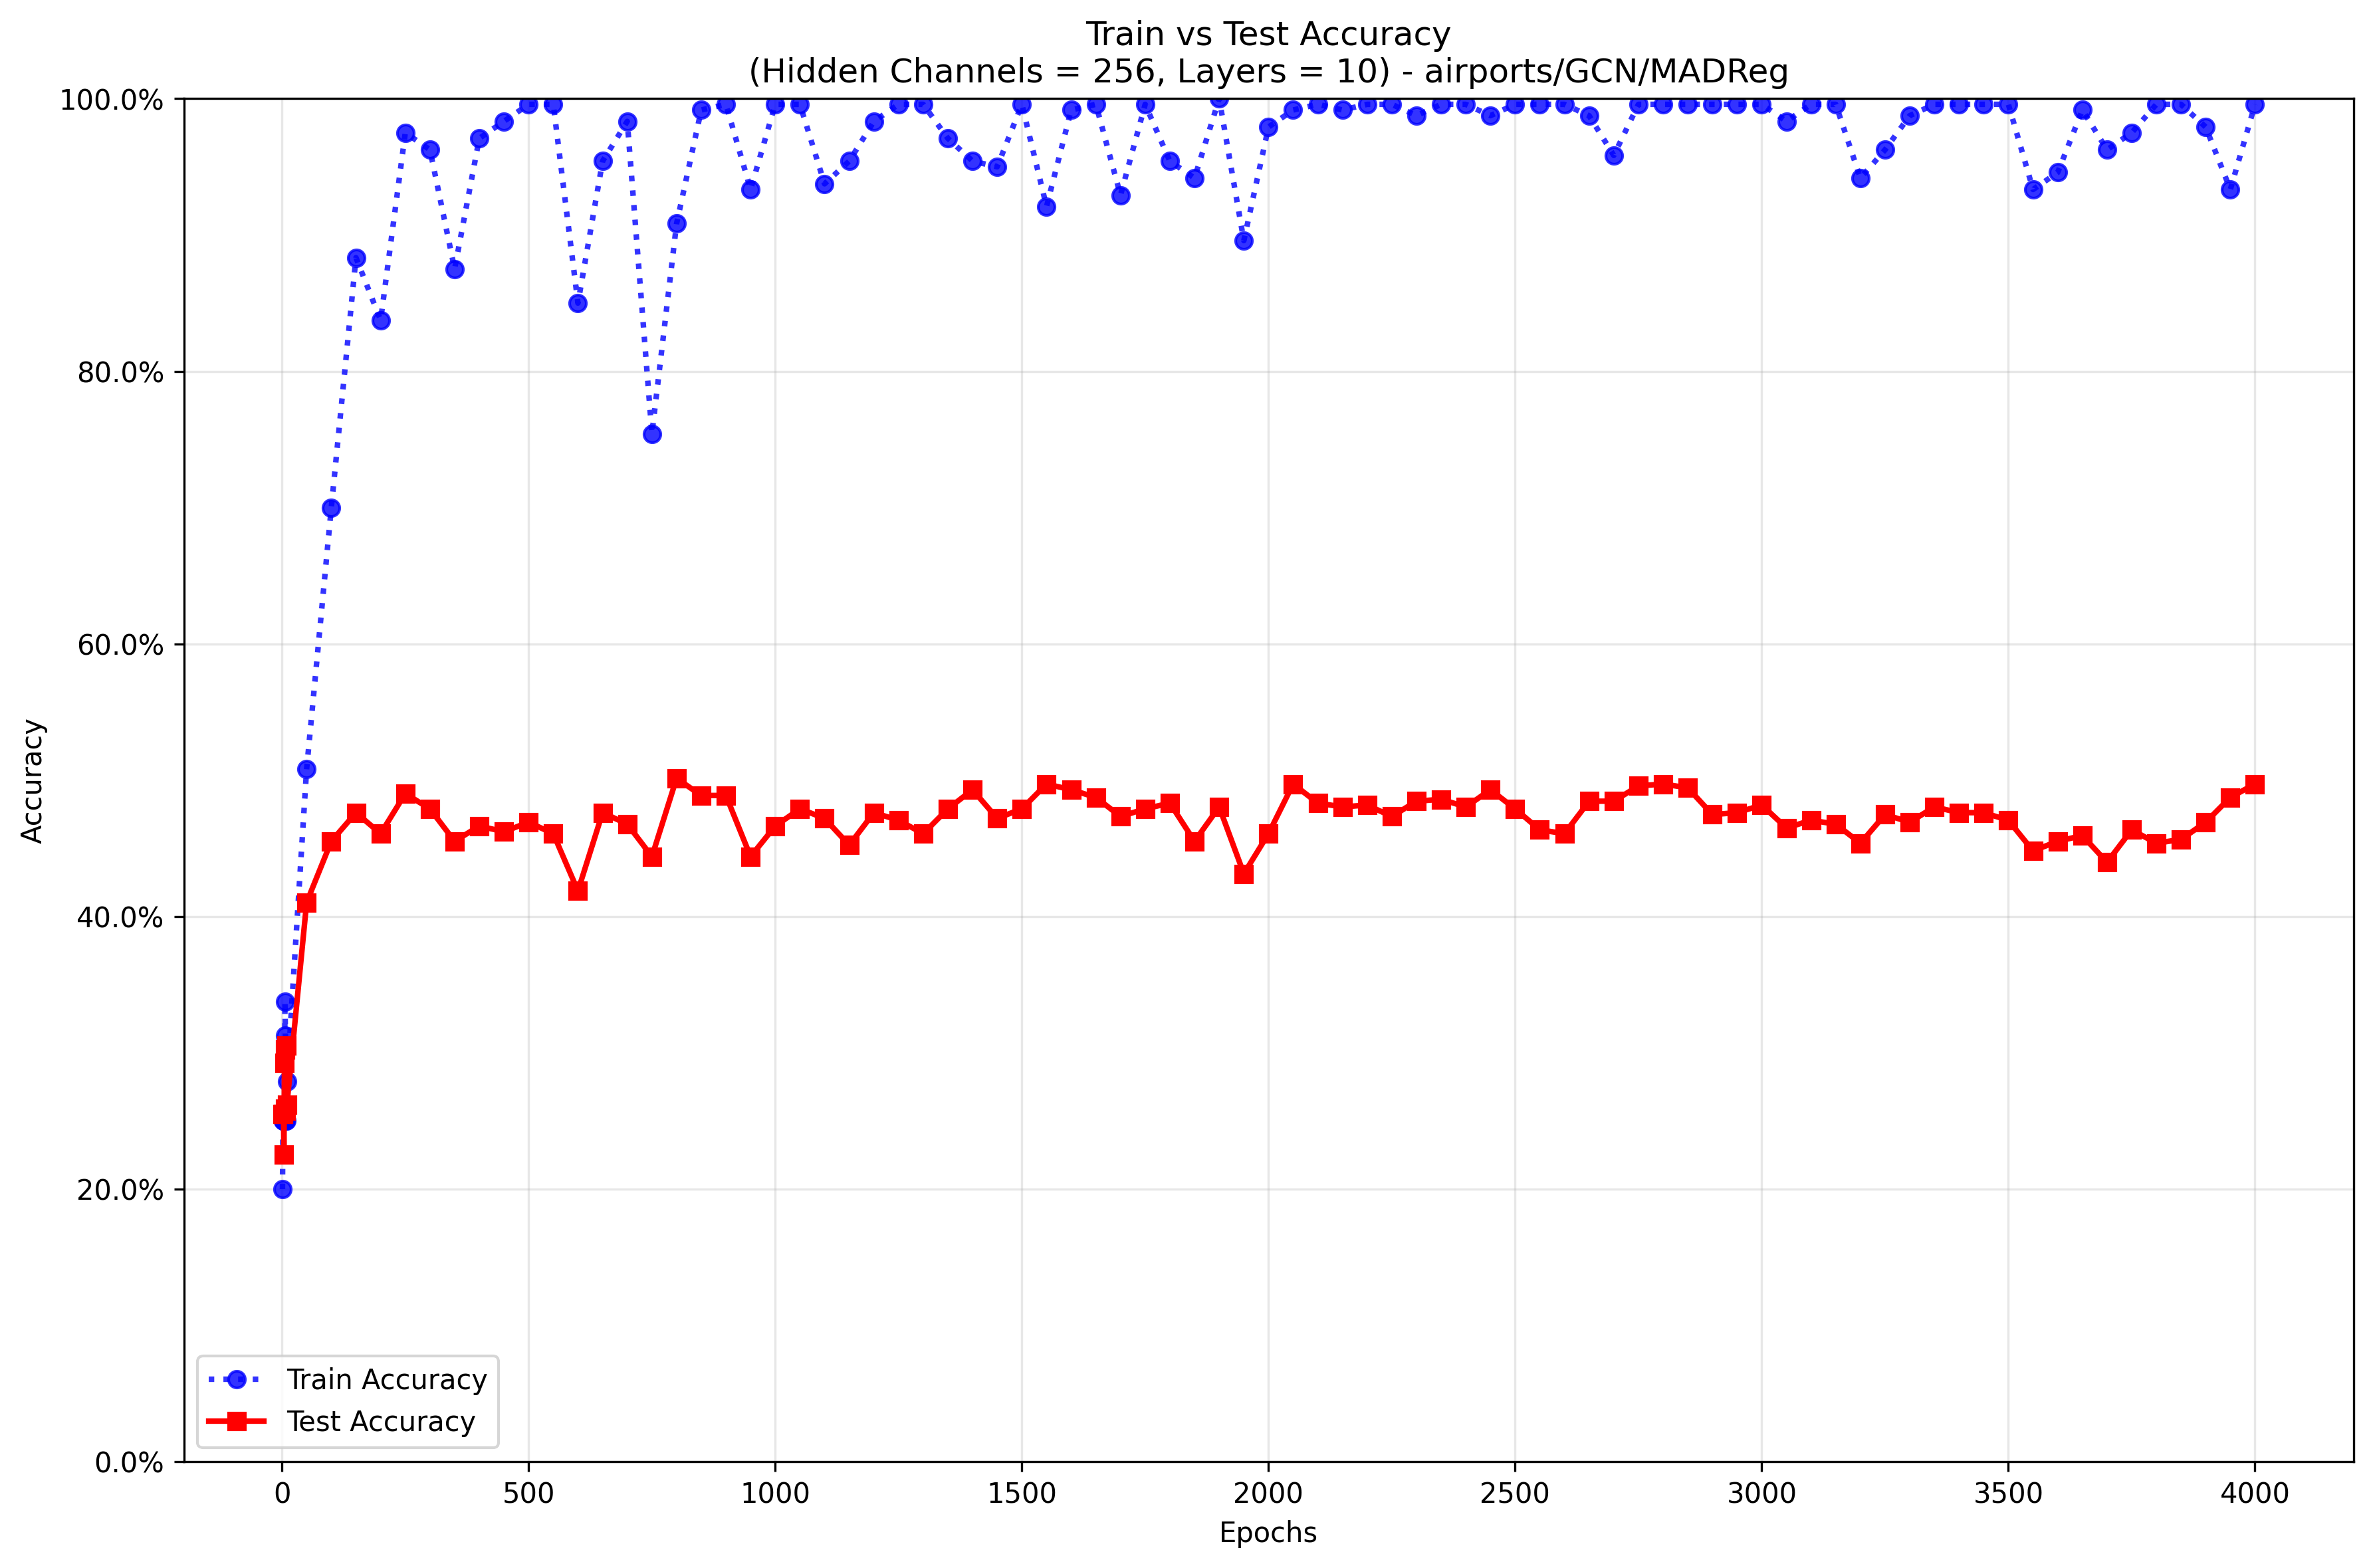 Train vs Test Accuracy
(Hidden Channels = 256, Layers = 10) - airports/GCN/MADReg
100.0%
80.0%
60.0%
40.0%
20.0%
0.0%
Accuracy
Train Accuracy
Test Accuracy
0 500 1000 1500 2000 2500 3000 3500 4000
Epochs